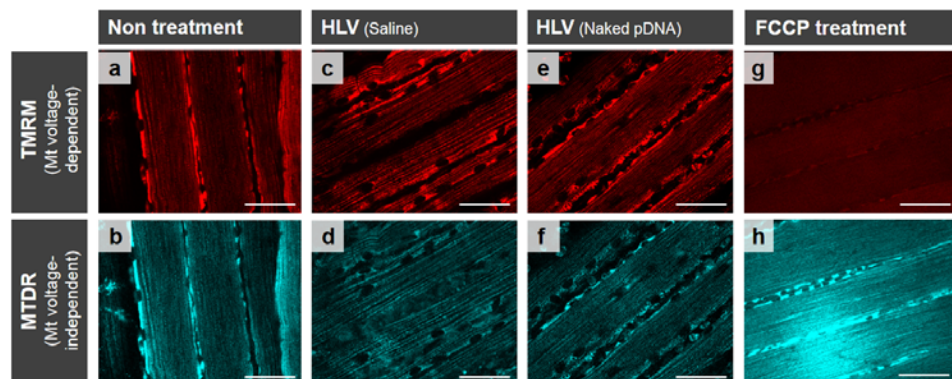 Non treatment
HLV (Saline)
HLV (Naked pDNA)
FCCP treatment
TMRM
(Mt voltage-
dependent)
a
c
e
g
MTDR
(Mt voltage-
independent)
b
d
f
h